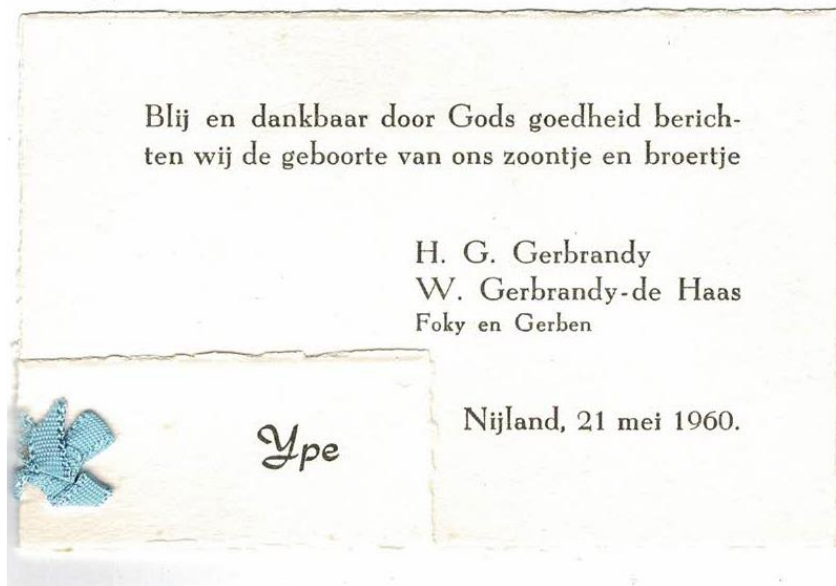 Blij en dankbaar door Gods goedheid berich-
ten wij de geboorte van ons zoontje en broertje
H. G. Gerbrandy
W. Gerbrandy-de Haas
Foky en Gerben
Nijland, 21 mei 1960.
Ype